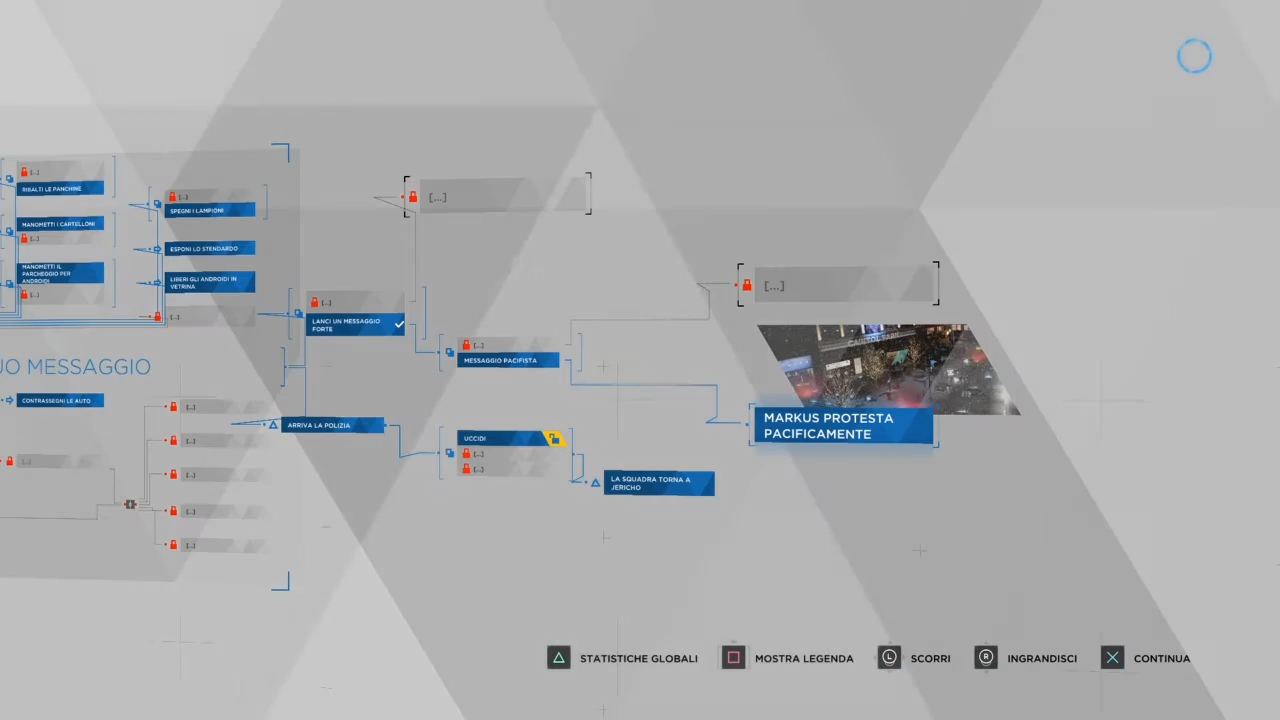 [...]
RIBALTI LE PANCHINE
MANOMETTI I CARTELLONI
[...]
MANOMETTI IL
PARCHEGGIO PER
ANDROIDI
[...]
[...]
SPEGNI I LAMPIONI
ESPONI LO STENDARDO
LIBERI GLI ANDROIDI IN
VETRINA
[...]
UO MESSAGGIO
CONTRASSEGNI LE AUTO
[...]
[...]
[...]
[...]
[...]
[...]
[...]
LANCI UN MESSAGGIO
FORTE
ARRIVA LA POLIZIA
[...]
[...]
MESSAGGIO PACIFISTA
UCCIDI
[...]
[...]
LA SQUADRA TORNA A
JERICHO
[...]
CAPITOL PARK
MARKUS PROTESTA
PACIFICAMENTE
STATISTICHE GLOBALI
MOSTRA LEGENDA
L
SCORRI
R
INGRANDISCI
CONTINUA